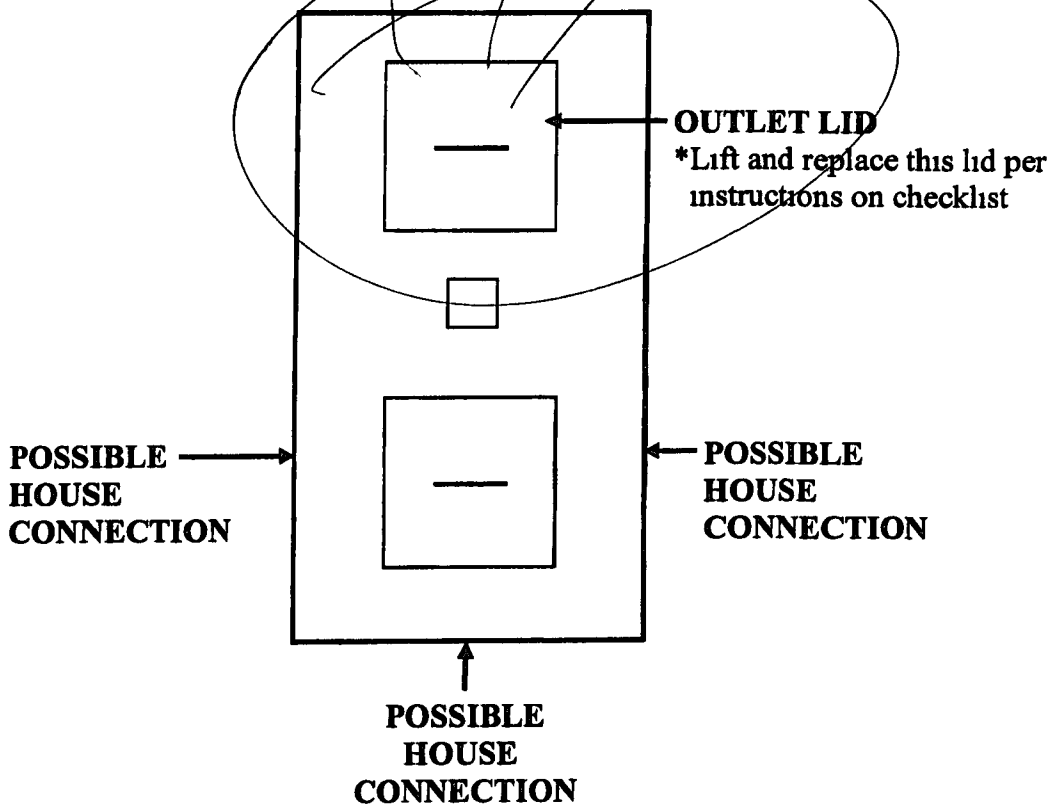 OUTLET LID
*Lift and replace this lid per
instructions on checklist
POSSIBLE
HOUSE
CONNECTION
POSSIBLE
HOUSE
CONNECTION
POSSIBLE
HOUSE
CONNECTION